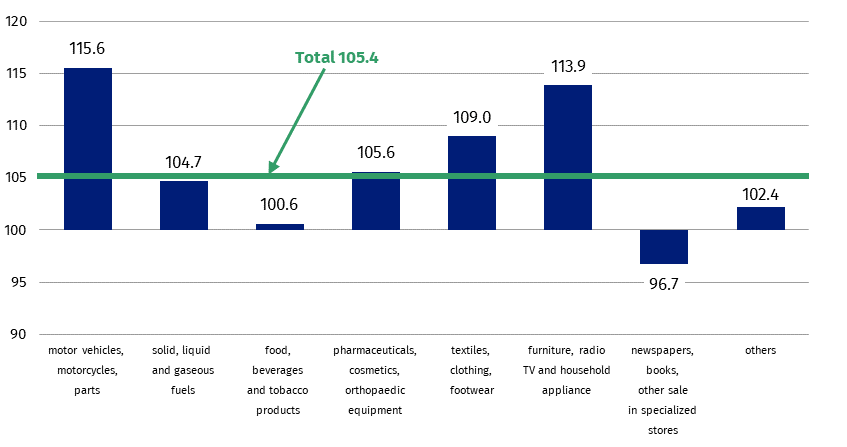 120
115
110
105
100
95
90
Total 105.4
115.6
104.7
100.6
105.6
109.0
113.9
96.7
102.4
motor vehicles,
motorcycles,
parts
solid, liquid
and gaseous
fuels
food,
beverages
and tobacco
products
pharmaceuticals,
cosmetics,
orthopaedic
equipment
textiles,
clothing,
footwear
furniture, radio
TV and household
appliance
newspapers,
books,
other sale
in specialized
stores
others